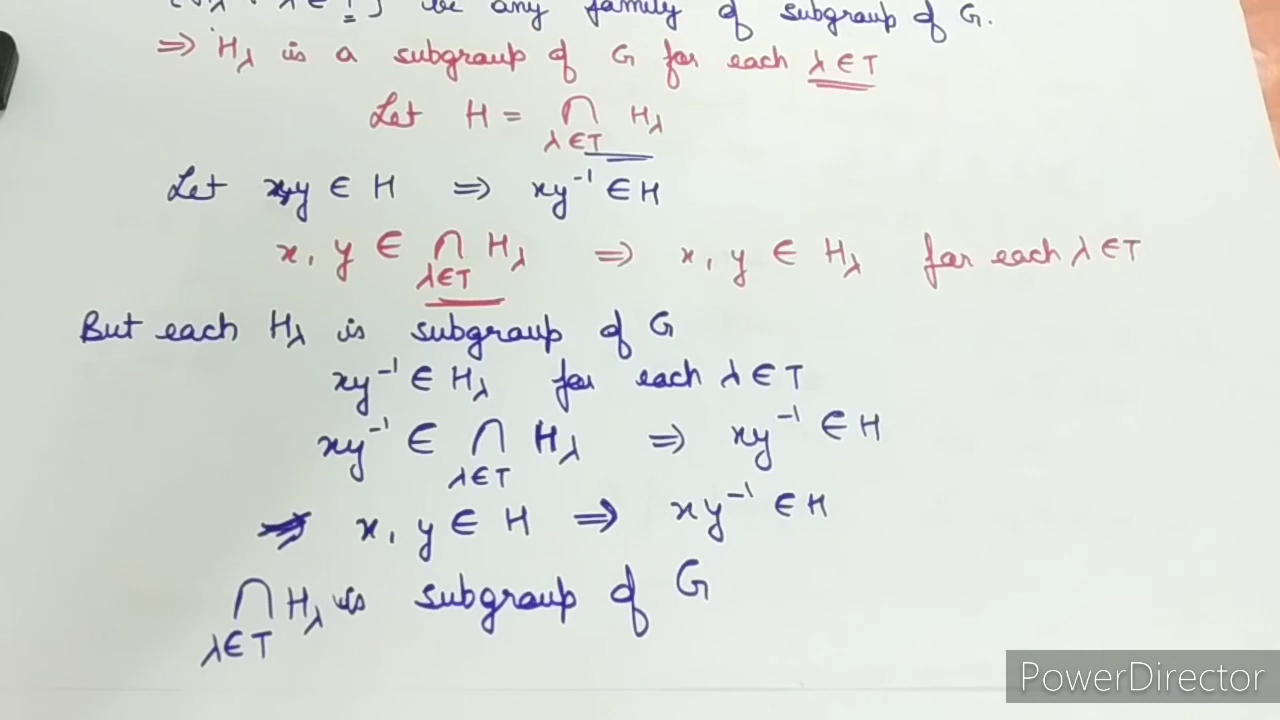 be any family of subgroup of G.
⇒ Hλ is a subgroup of G for each λ ∈ T
Let H = ∩ Hλ
λ ∈ T
Let x,y ∈ H ⇒ xy⁻¹ ∈ H
x, y ∈ ∩ Hλ ⇒ x, y ∈ Hλ for each λ ∈ T
λ∈T
But each Hλ is subgroup of G
xy⁻¹ ∈ Hλ for each λ ∈ T
xy⁻¹ ∈ ∩ Hλ ⇒ xy⁻¹ ∈ H
λ∈T
⇒ x, y ∈ H ⇒ xy⁻¹ ∈ H
∩ Hλ is subgroup of G
λ∈T
PowerDirector